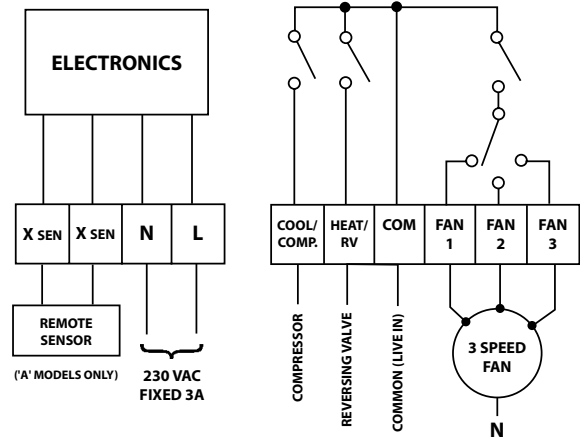 ELECTRONICS
X SEN
X SEN
N
L
REMOTE
SENSOR
('A' MODELS ONLY)
230 VAC
FIXED 3A
COOL/
COMP.
HEAT/
RV
COM
FAN
1
FAN
2
FAN
3
COMPRESSOR
REVERSING VALVE
COMMON (LIVE IN)
3 SPEED
FAN
N